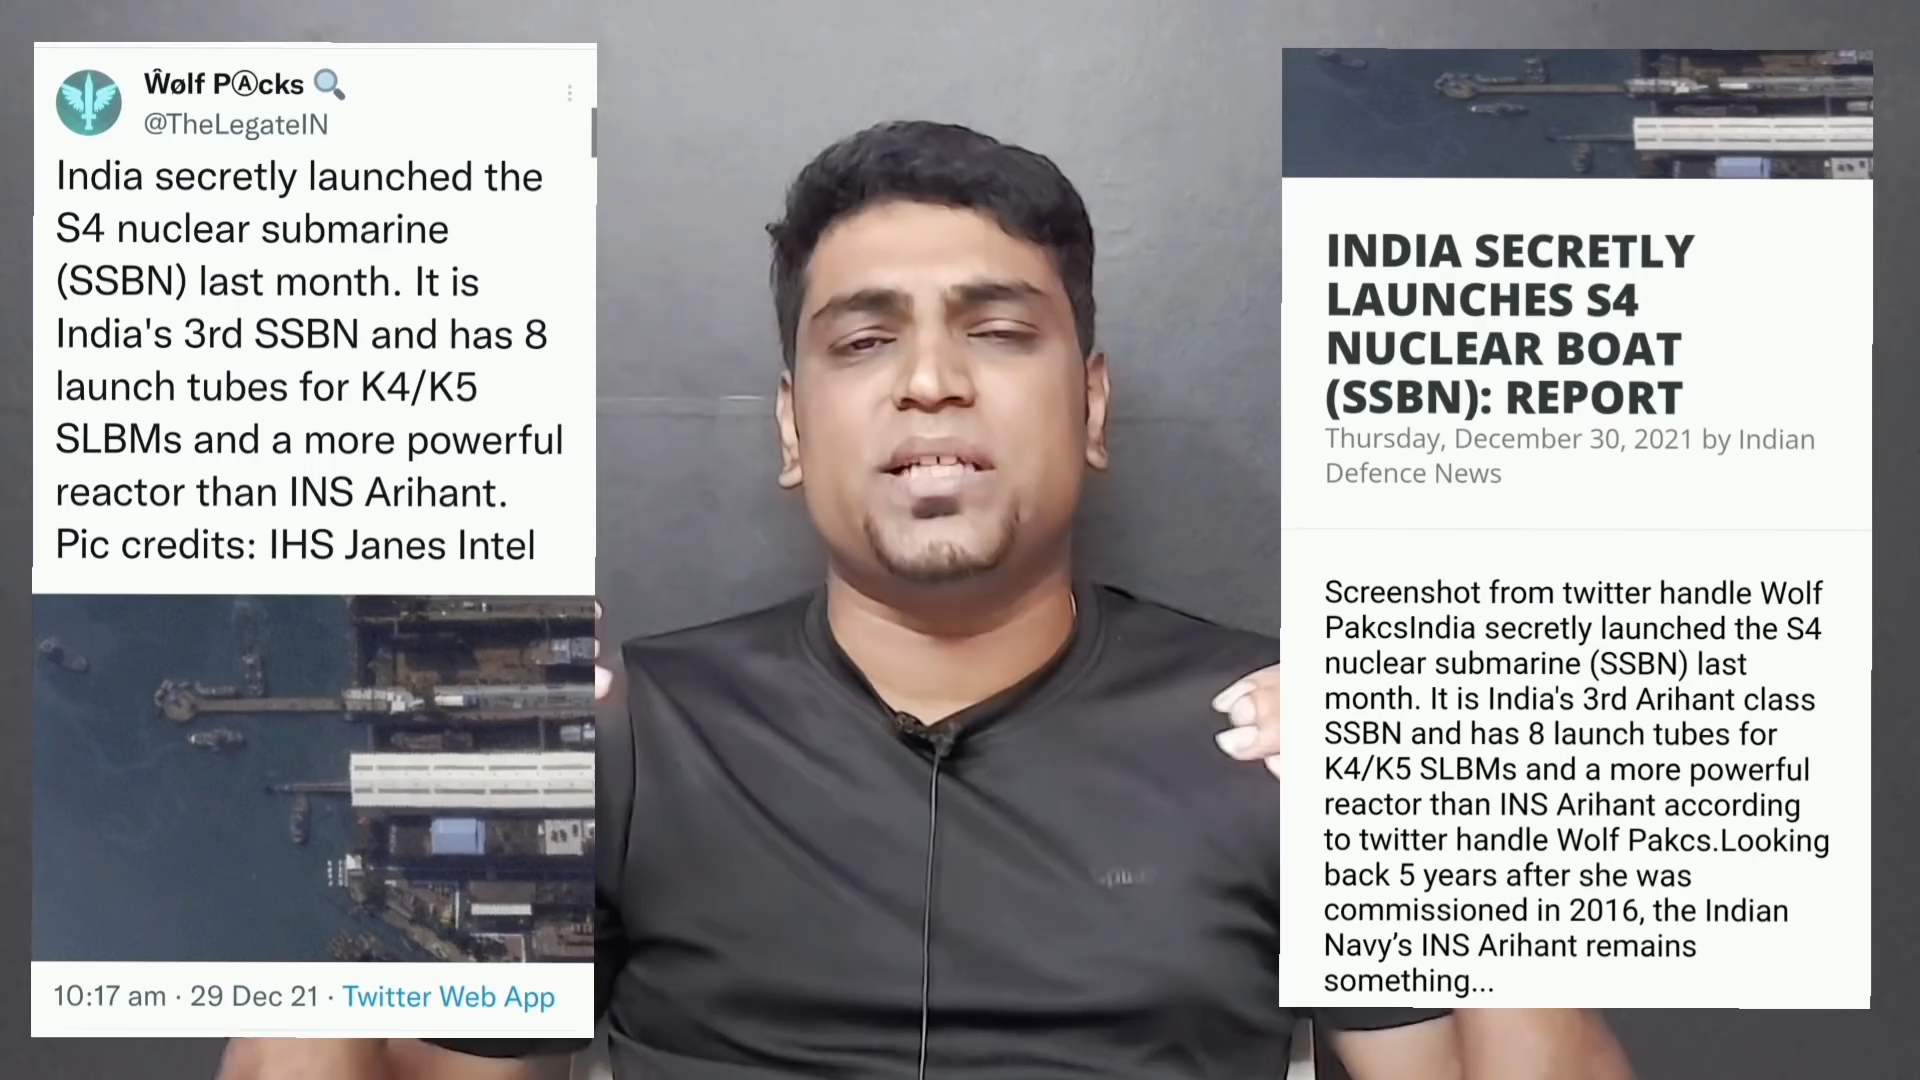 Ŵølf PⒶcks 🔍
@TheLegateIN
India secretly launched the
S4 nuclear submarine
(SSBN) last month. It is
India's 3rd SSBN and has 8
launch tubes for K4/K5
SLBMs and a more powerful
reactor than INS Arihant.
Pic credits: IHS Janes Intel
10:17 am · 29 Dec 21 · Twitter Web App
INDIA SECRETLY
LAUNCHES S4
NUCLEAR BOAT
(SSBN): REPORT
Thursday, December 30, 2021 by Indian
Defence News
Screenshot from twitter handle Wolf
PakcsIndia secretly launched the S4
nuclear submarine (SSBN) last
month. It is India's 3rd Arihant class
SSBN and has 8 launch tubes for
K4/K5 SLBMs and a more powerful
reactor than INS Arihant according
to twitter handle Wolf Pakcs.Looking
back 5 years after she was
commissioned in 2016, the Indian
Navy’s INS Arihant remains
something...